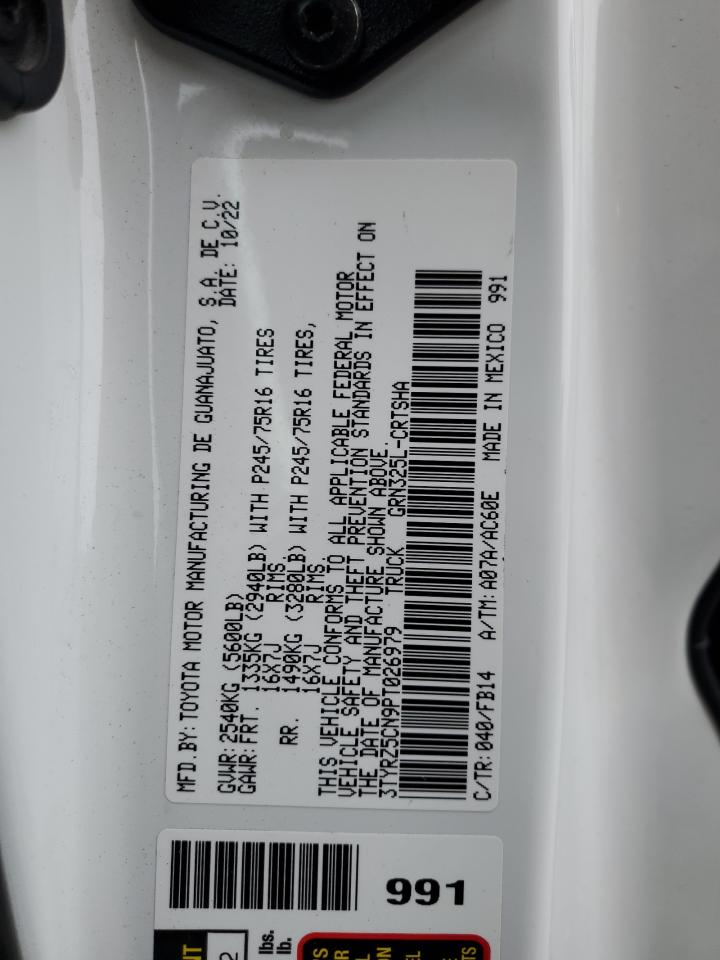 MFD.BY:TOYOTA MOTOR MANUFACTURING DE GUANAJUATO, S.A. DE C.V.
DATE: 10/22
GVWR:2540KG (5600LB)
GAWR:FRT. 1335KG (2940LB) WITH P245/75R16 TIRES
16X7J RIMS.
RR. 1490KG (3280LB) WITH P245/75R16 TIRES,
16X7J RIMS.
THIS VEHICLE CONFORMS TO ALL APPLICABLE FEDERAL MOTOR
VEHICLE SAFETY AND THEFT PREVENTION STANDARDS IN EFFECT ON
THE DATE OF MANUFACTURE SHOWN ABOVE.
3TYRZ5CN9PT026979 TRUCK GRN325L-CRTSHA
C/TR:040/FB14 A/TM:A07A/AC60E MADE IN MEXICO 991
991
lbs.
lb.